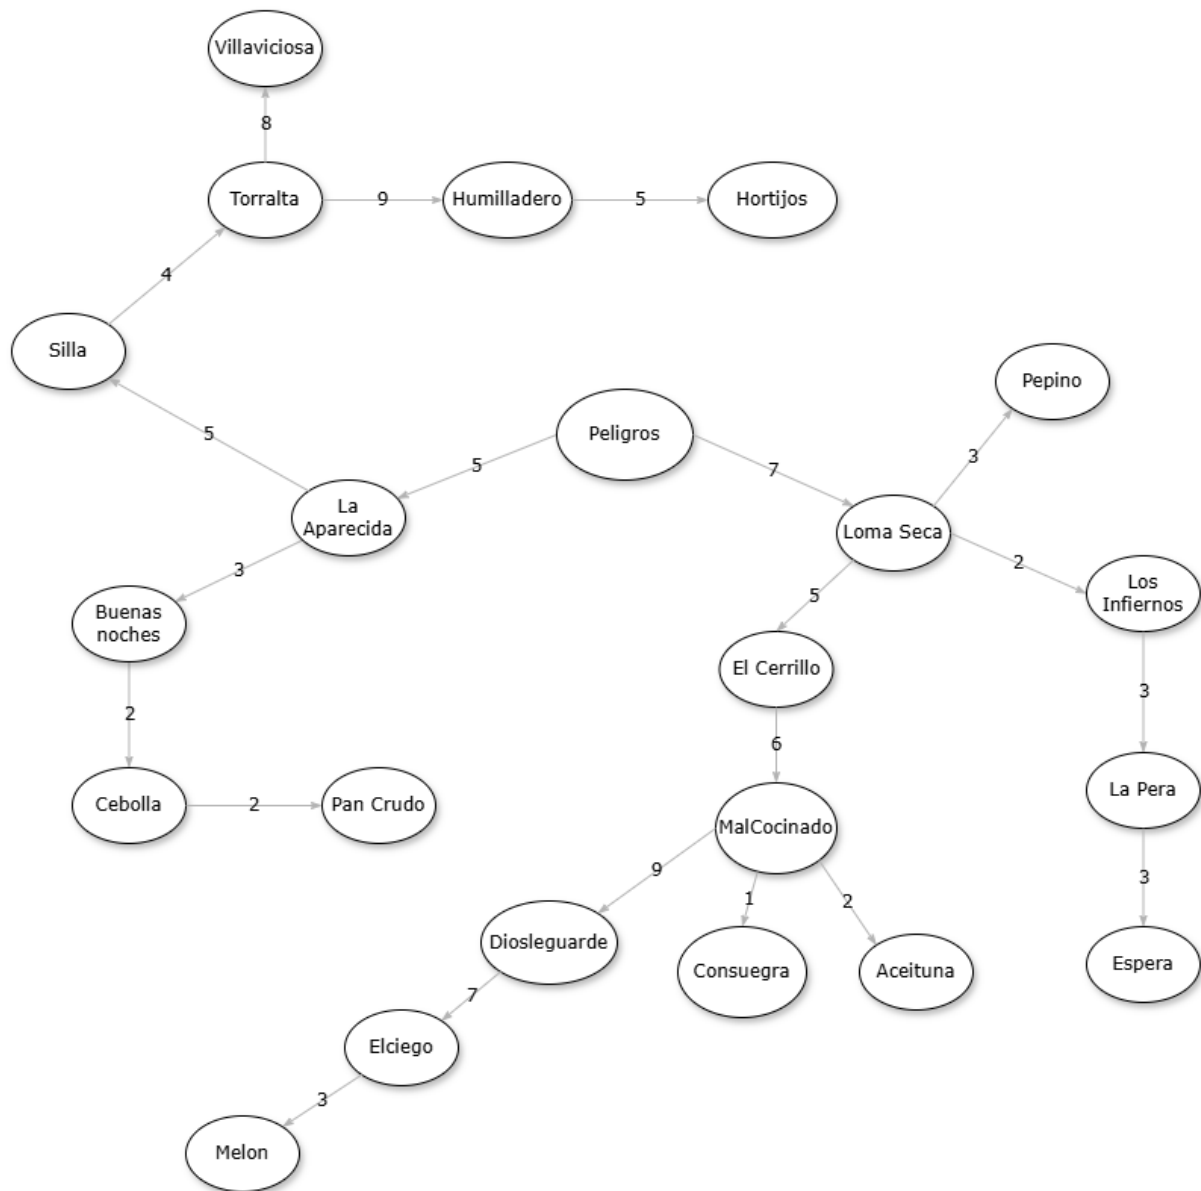 Villaviciosa
8
Torralta
9
Humilladero
5
Hortijos
4
Silla
Pepino
5
Peligros
3
5
7
La
Aparecida
Loma Seca
3
2
Buenas
noches
5
Los
Infiernos
El Cerrillo
2
3
6
Cebolla
2
Pan Crudo
La Pera
MalCocinado
9
1
2
3
Diosleguarde
Consuegra
Aceituna
Espera
7
Elciego
3
Melon